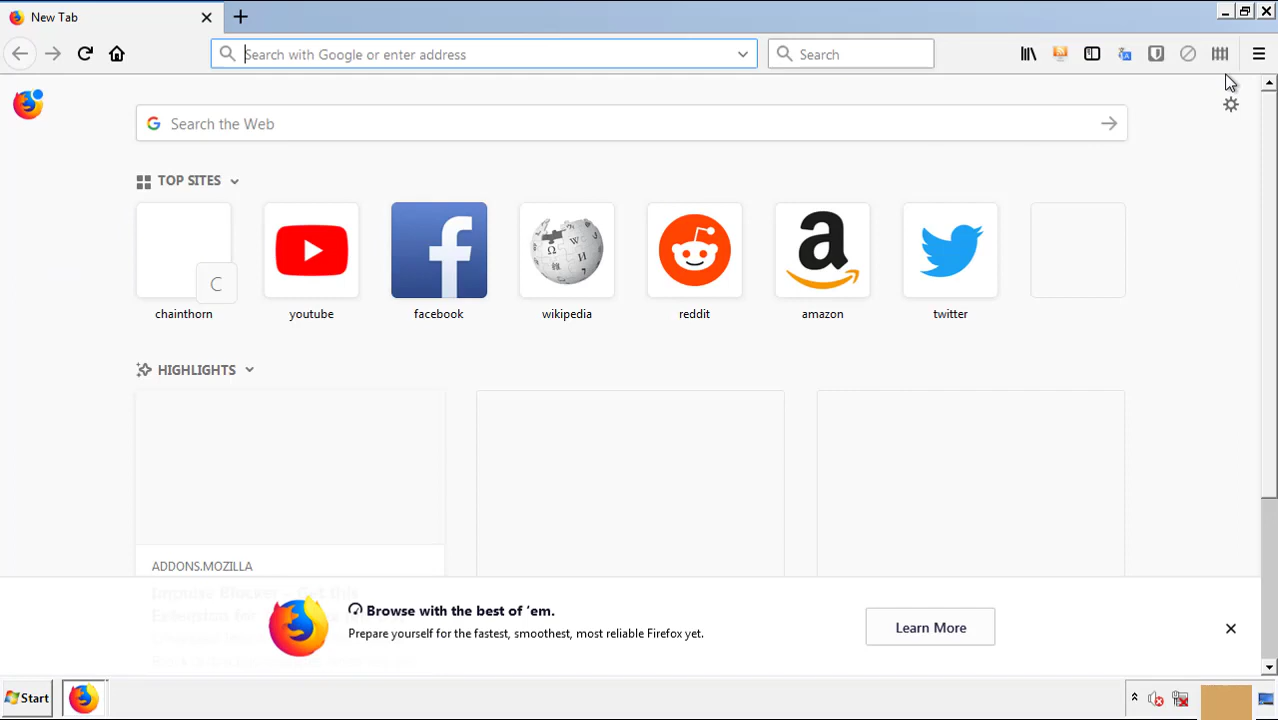 New Tab
Search with Google or enter address
Search
Search the Web
TOP SITES
C
chainthorn
youtube
facebook
wikipedia
reddit
amazon
twitter
HIGHLIGHTS
ADDONS.MOZILLA
Browse with the best of ‘em.
Prepare yourself for the fastest, smoothest, most reliable Firefox yet.
Learn More
Start